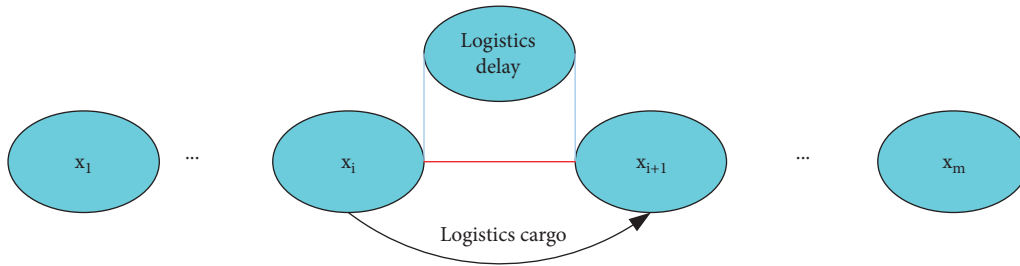 Logistics
delay
x₁ ... xᵢ xᵢ₊₁ ... xₘ
Logistics cargo